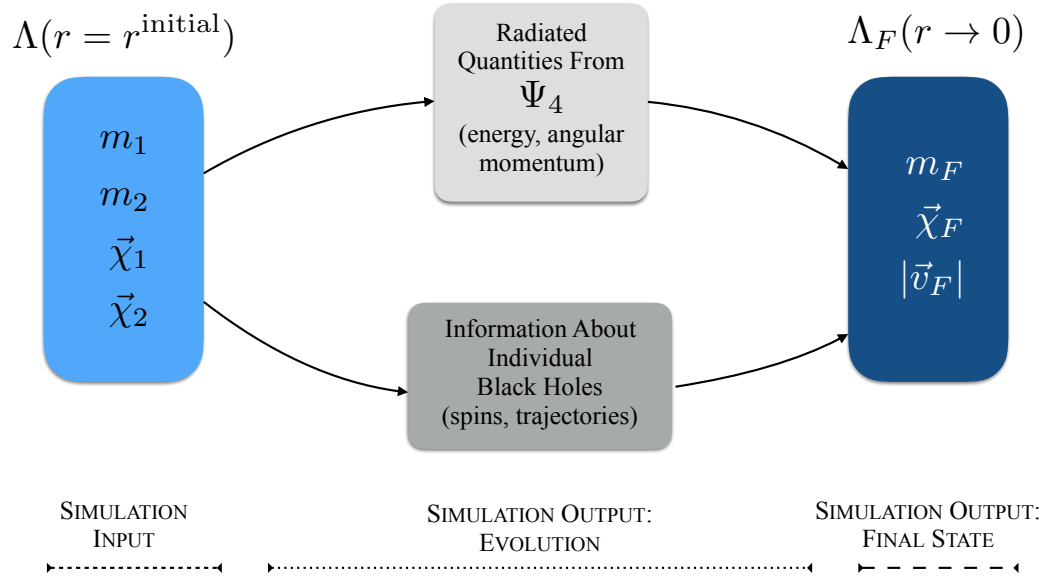 Λ(r = r^initial)
m_1
m_2
χ⃗_1
χ⃗_2
Radiated
Quantities From
Ψ_4
(energy, angular
momentum)
Information About
Individual
Black Holes
(spins, trajectories)
Λ_F(r → 0)
m_F
χ⃗_F
|v⃗_F|
SIMULATION
INPUT
SIMULATION OUTPUT:
EVOLUTION
SIMULATION OUTPUT:
FINAL STATE